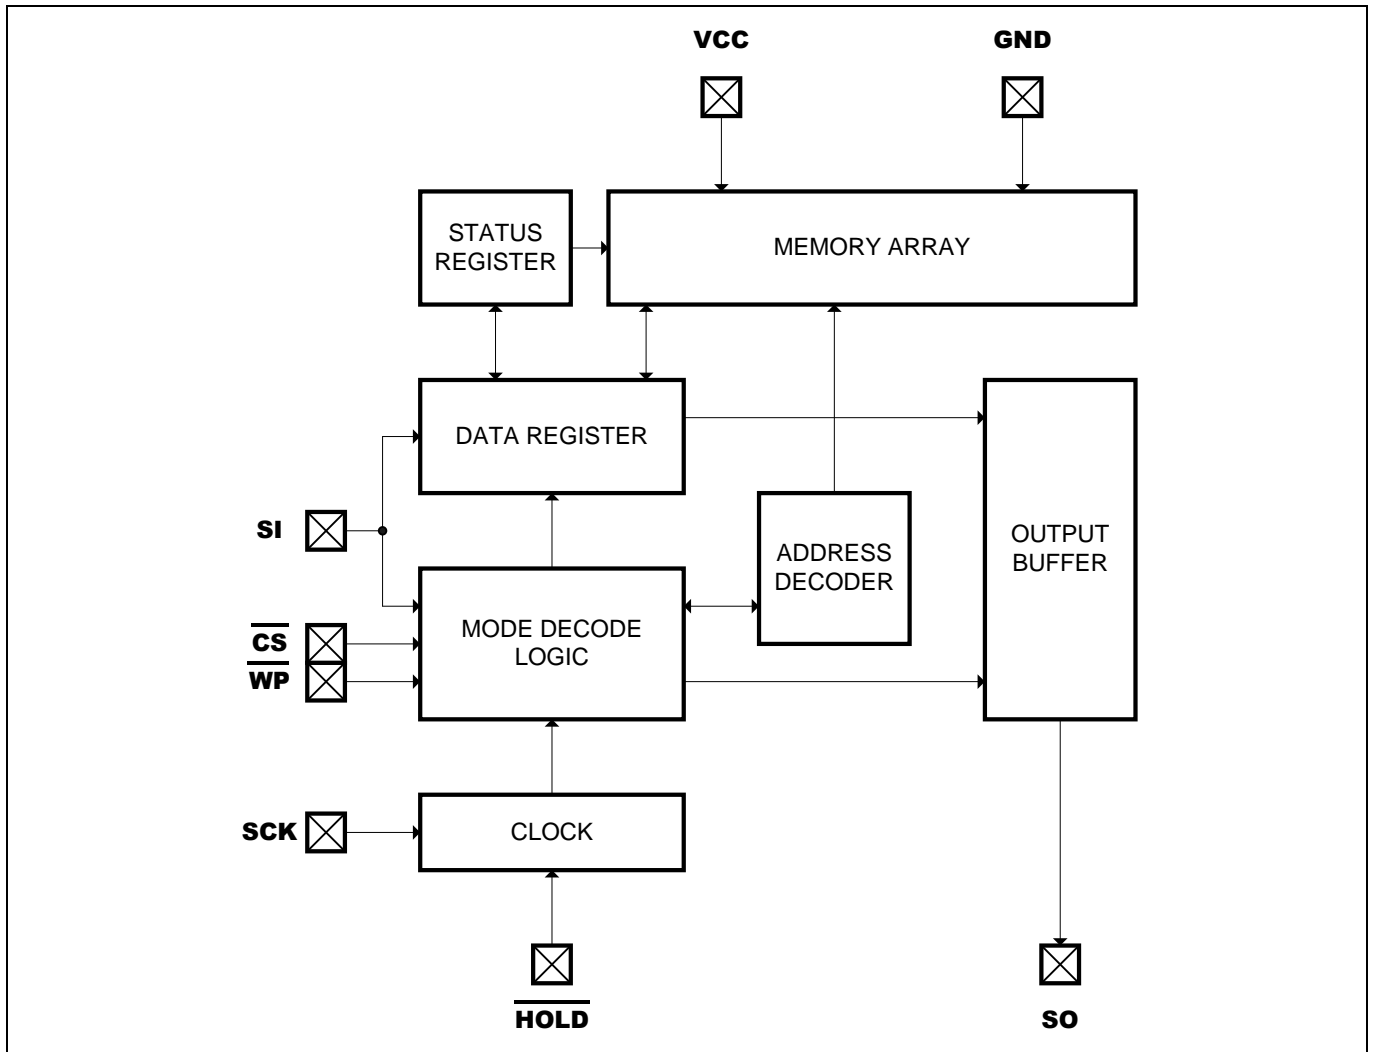 VCC
GND
STATUS
REGISTER
MEMORY ARRAY
DATA REGISTER
SI
ADDRESS
DECODER
OUTPUT
BUFFER
CS
WP
MODE DECODE
LOGIC
SCK
CLOCK
HOLD
SO